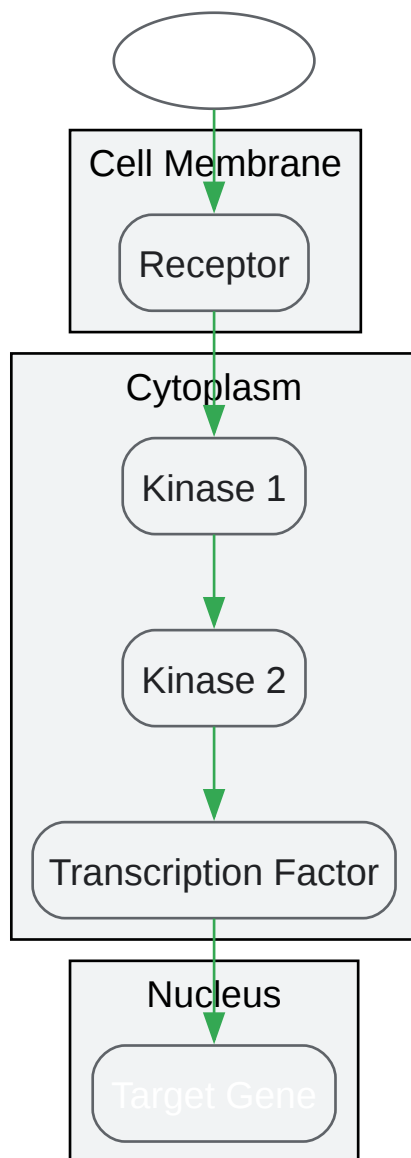 Cell Membrane
Receptor
Cytoplasm
Kinase 1
Kinase 2
Transcription Factor
Nucleus
Target Gene